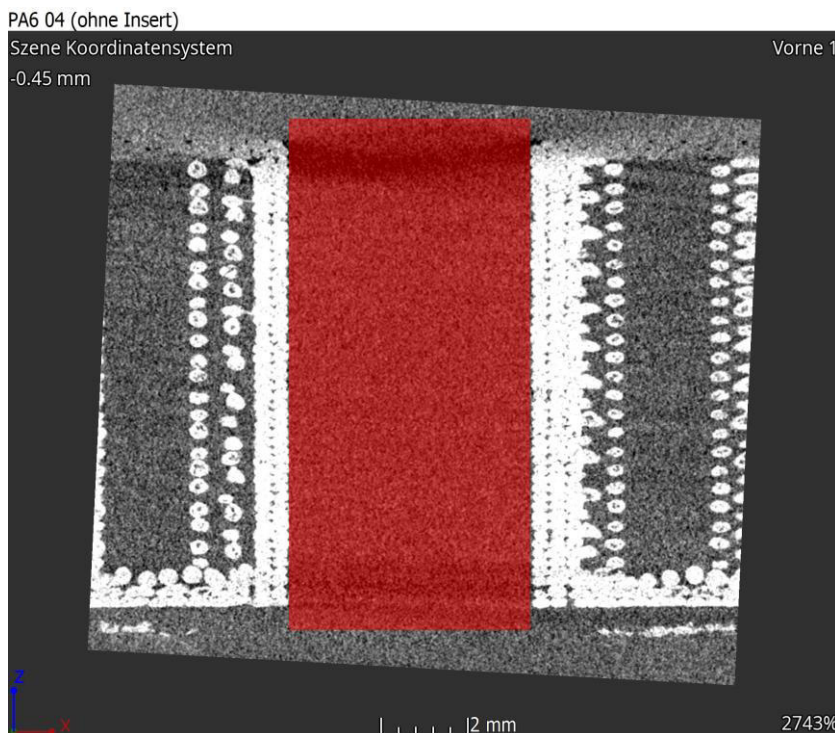 PA6 04 (ohne Insert)
Szene Koordinatensystem
Vorne 1
-0.45 mm
Z
X
2 mm
2743%